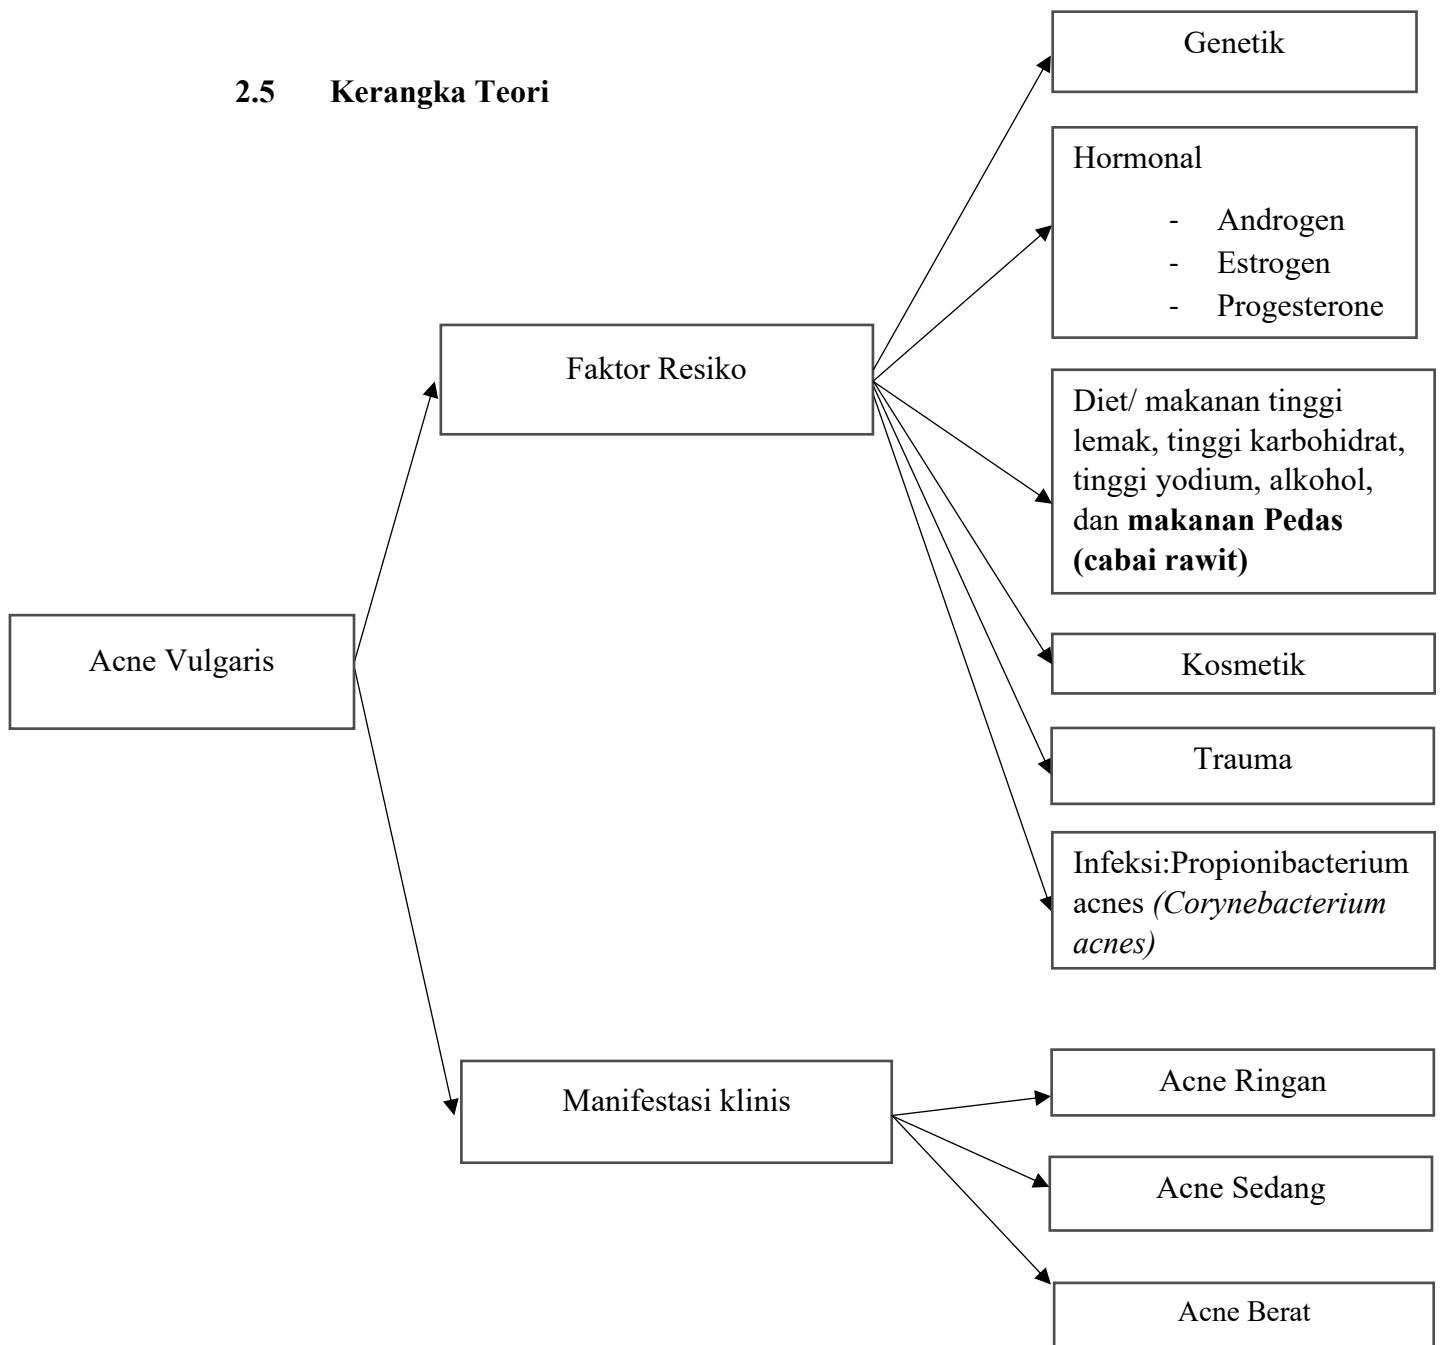 2.5 Kerangka Teori
Genetik
Hormonal
- Androgen
- Estrogen
- Progesterone
Faktor Resiko
Diet/ makanan tinggi
lemak, tinggi karbohidrat,
tinggi yodium, alkohol,
dan makanan Pedas
(cabai rawit)
Acne Vulgaris
Kosmetik
Trauma
Infeksi:Propionibacterium
acnes (Corynebacterium
acnes)
Manifestasi klinis
Acne Ringan
Acne Sedang
Acne Berat